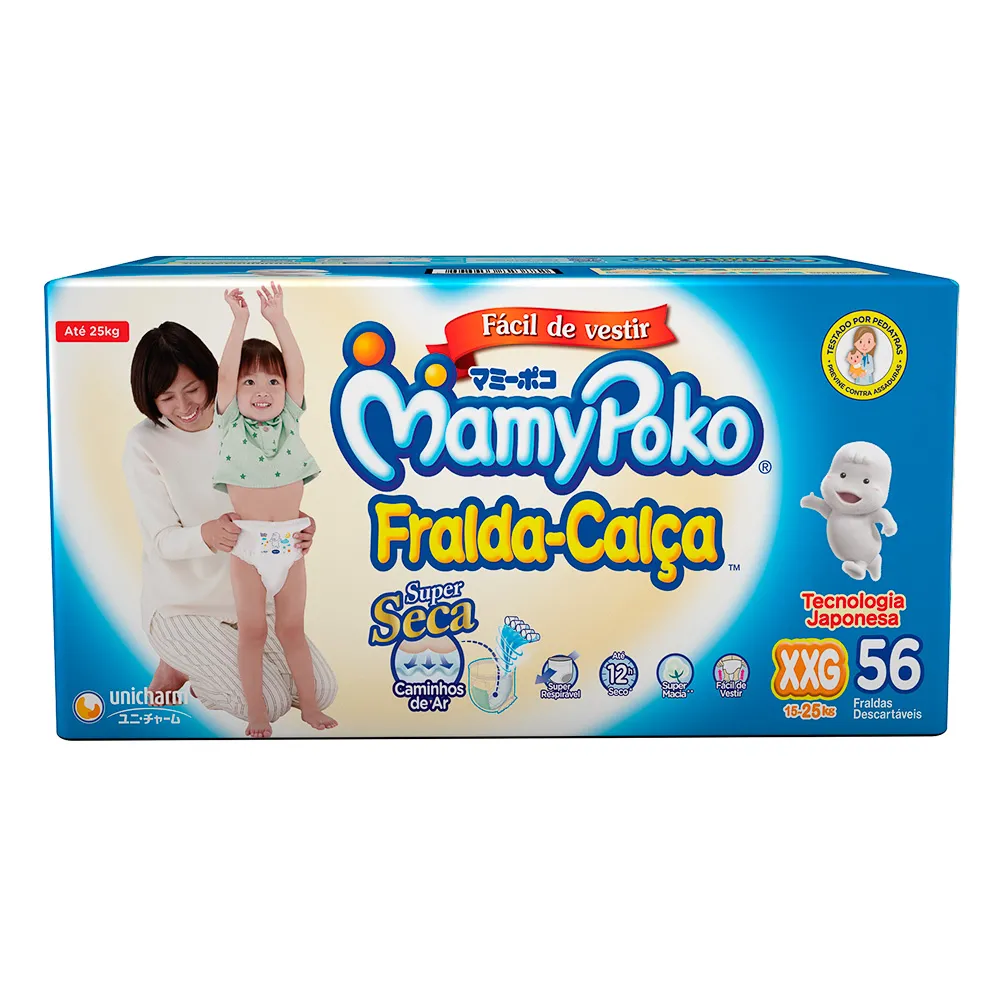 Até 25kg
Fácil de vestir
マミーポコ
MamyPoko®
Fralda-Calça™
Super
Seca
Caminhos
de Ar
Super
Respirável
Até
12h
Seco*
Super
Macia**
Fácil de
Vestir
TESTADO POR PEDIATRAS
• PREVINE CONTRA ASSADURAS •
Tecnologia
Japonesa
XXG
15-25kg
56
Fraldas
Descartáveis
unicharm
ユニ・チャーム